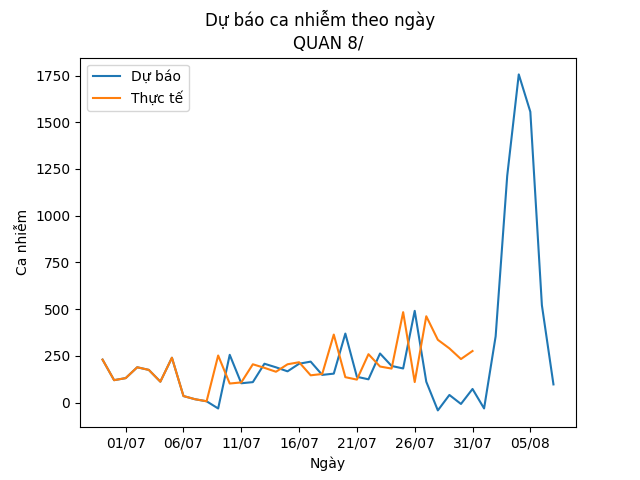 Dự báo ca nhiễm theo ngày
QUAN 8/
Dự báo
Thực tế
Ca nhiễm
1750
1500
1250
1000
750
500
250
0
01/07
06/07
11/07
16/07
21/07
26/07
31/07
05/08
Ngày